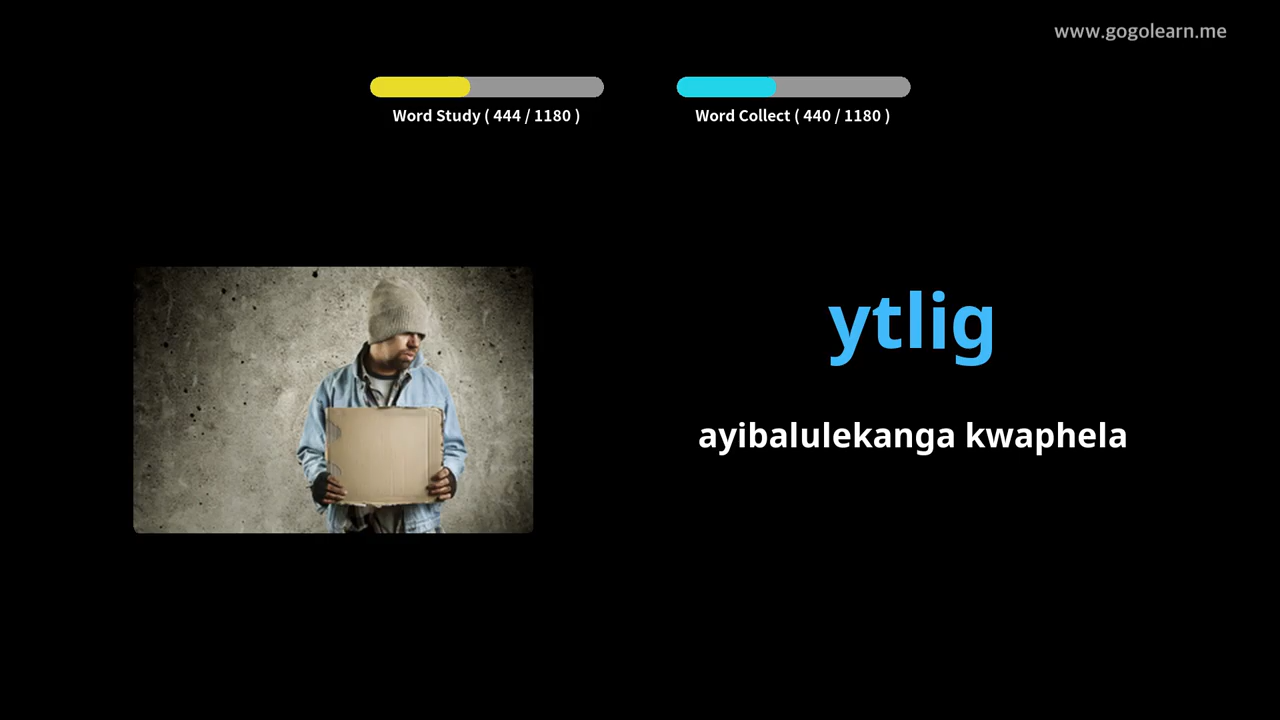 www.gogolearn.me
Word Study ( 444 / 1180 )
Word Collect ( 440 / 1180 )
ytlig
ayibalulekanga kwaphela